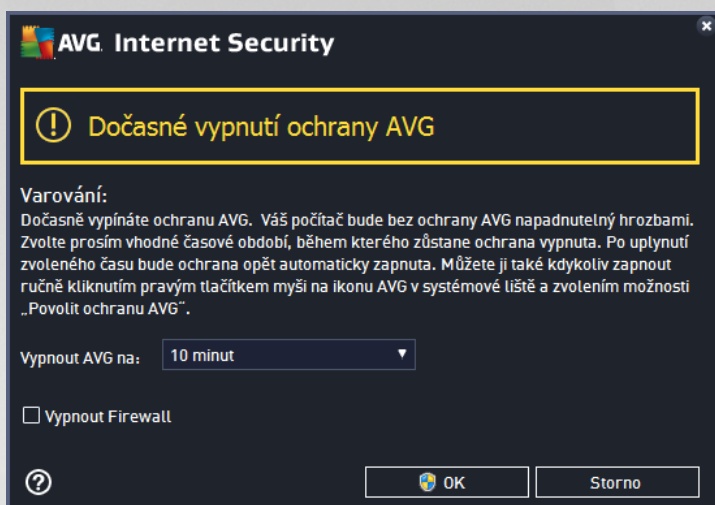 AVG. Internet Security
Dočasné vypnutí ochrany AVG
Varování:
Dočasně vypínáte ochranu AVG. Váš počítač bude bez ochrany AVG napadnutelný hrozbami.
Zvolte prosím vhodné časové období, během kterého zůstane ochrana vypnuta. Po uplynutí
zvoleného času bude ochrana opět automaticky zapnuta. Můžete ji také kdykoliv zapnout
ručně kliknutím pravým tlačítkem myši na ikonu AVG v systémové liště a zvolením možnosti
„Povolit ochranu AVG“.
Vypnout AVG na: 10 minut
Vypnout Firewall
OK Storno